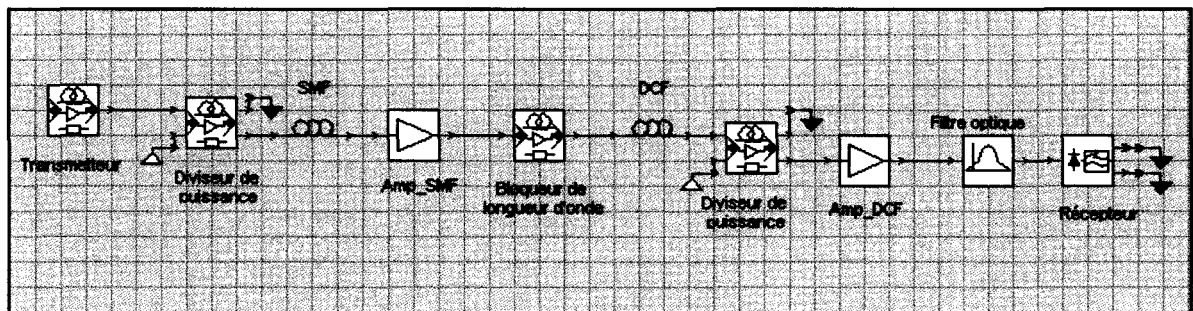 SMF
DCF
Filtre optique
Transmetteur
Diviseur de
puissance
Amp_SMF
Bloqueur de
longueur d'onde
Diviseur de
puissance
Amp_DCF
Récepteur